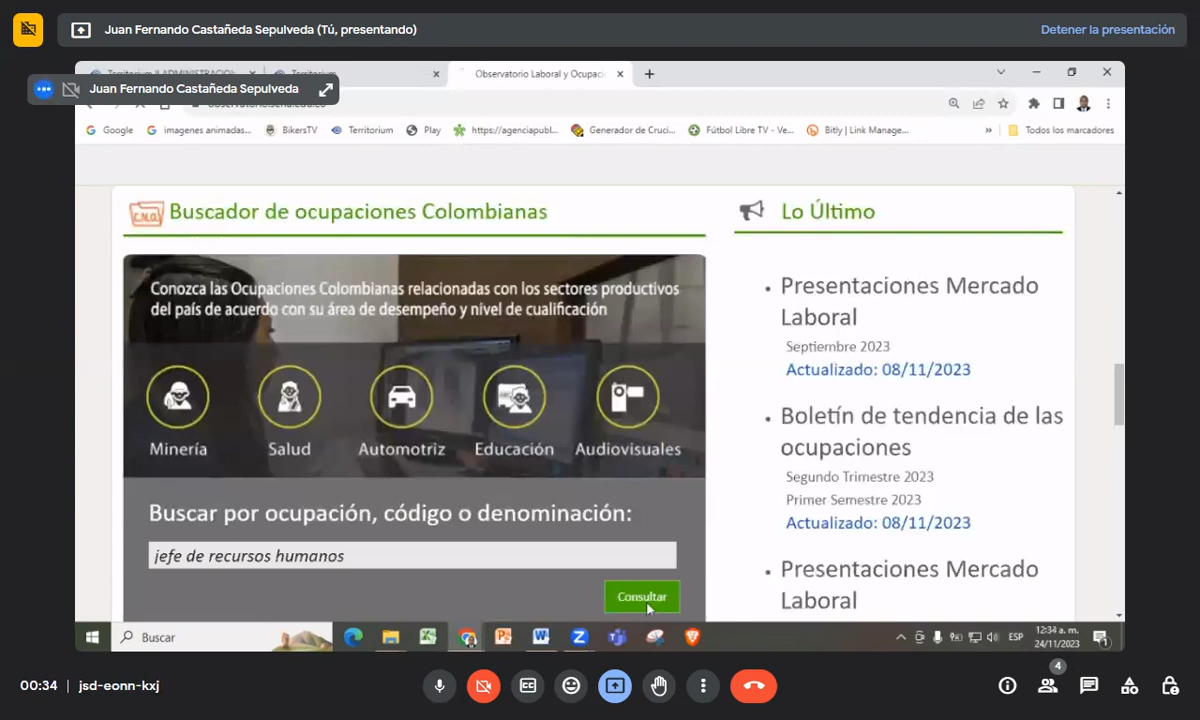 Juan Fernando Castañeda Sepulveda (Tú, presentando)
Detener la presentación
Juan Fernando Castañeda Sepulveda
Territorium
Observatorio Laboral y Ocupaci
Google
imagenes animadas...
BikersTV
Territorium
Play
https://agenciapubl...
Generador de Cruci...
Fútbol Libre TV - Ve...
Bitly | Link Manage...
»
Todos los marcadores
C.N.O.
Buscador de ocupaciones Colombianas
Conozca las Ocupaciones Colombianas relacionadas con los sectores productivos
del país de acuerdo con su área de desempeño y nivel de cualificación
Minería
Salud
Automotriz
Educación
Audiovisuales
Buscar por ocupación, código o denominación:
jefe de recursos humanos
Consultar
Lo Último
• Presentaciones Mercado
Laboral
Septiembre 2023
Actualizado: 08/11/2023
• Boletín de tendencia de las
ocupaciones
Segundo Trimestre 2023
Primer Semestre 2023
Actualizado: 08/11/2023
• Presentaciones Mercado
Laboral
Buscar
ESP
12:34 a. m.
24/11/2023
1
00:34 | jsd-eonn-kxj
4